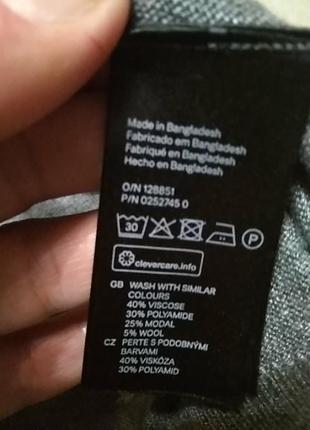 Made in Bangladesh
Fabricado em Bangladesh
Fabriqué en Bangladesh
Hecho en Bangladesh
O/N 128851
P/N 0252745 0
30 P
clevercare.info
GB WASH WITH SIMILAR
COLOURS
40% VISCOSE
30% POLYAMIDE
25% MODAL
5% WOOL
CZ PERTE S PODOBNÝMI
BARVAMI
40% VISKÓZA
30% POLYAMID